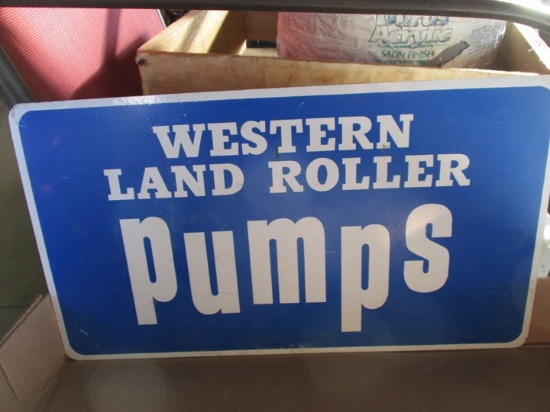 Acrylic
SATIN FINISH
WESTERN
LAND ROLLER
pumps